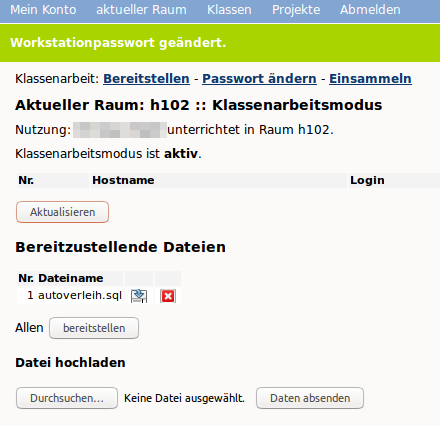 Mein Konto aktueller Raum Klassen Projekte Abmelden
Workstationpasswort geändert.
Klassenarbeit: Bereitstellen - Passwort ändern - Einsammeln
Aktueller Raum: h102 :: Klassenarbeitsmodus
Nutzung: unterrichtet in Raum h102.
Klassenarbeitsmodus ist aktiv.
Nr. Hostname Login
Aktualisieren
Bereitzustellende Dateien
Nr. Dateiname
1 autoverleih.sql
Allen bereitstellen
Datei hochladen
Durchsuchen... Keine Datei ausgewählt. Daten absenden